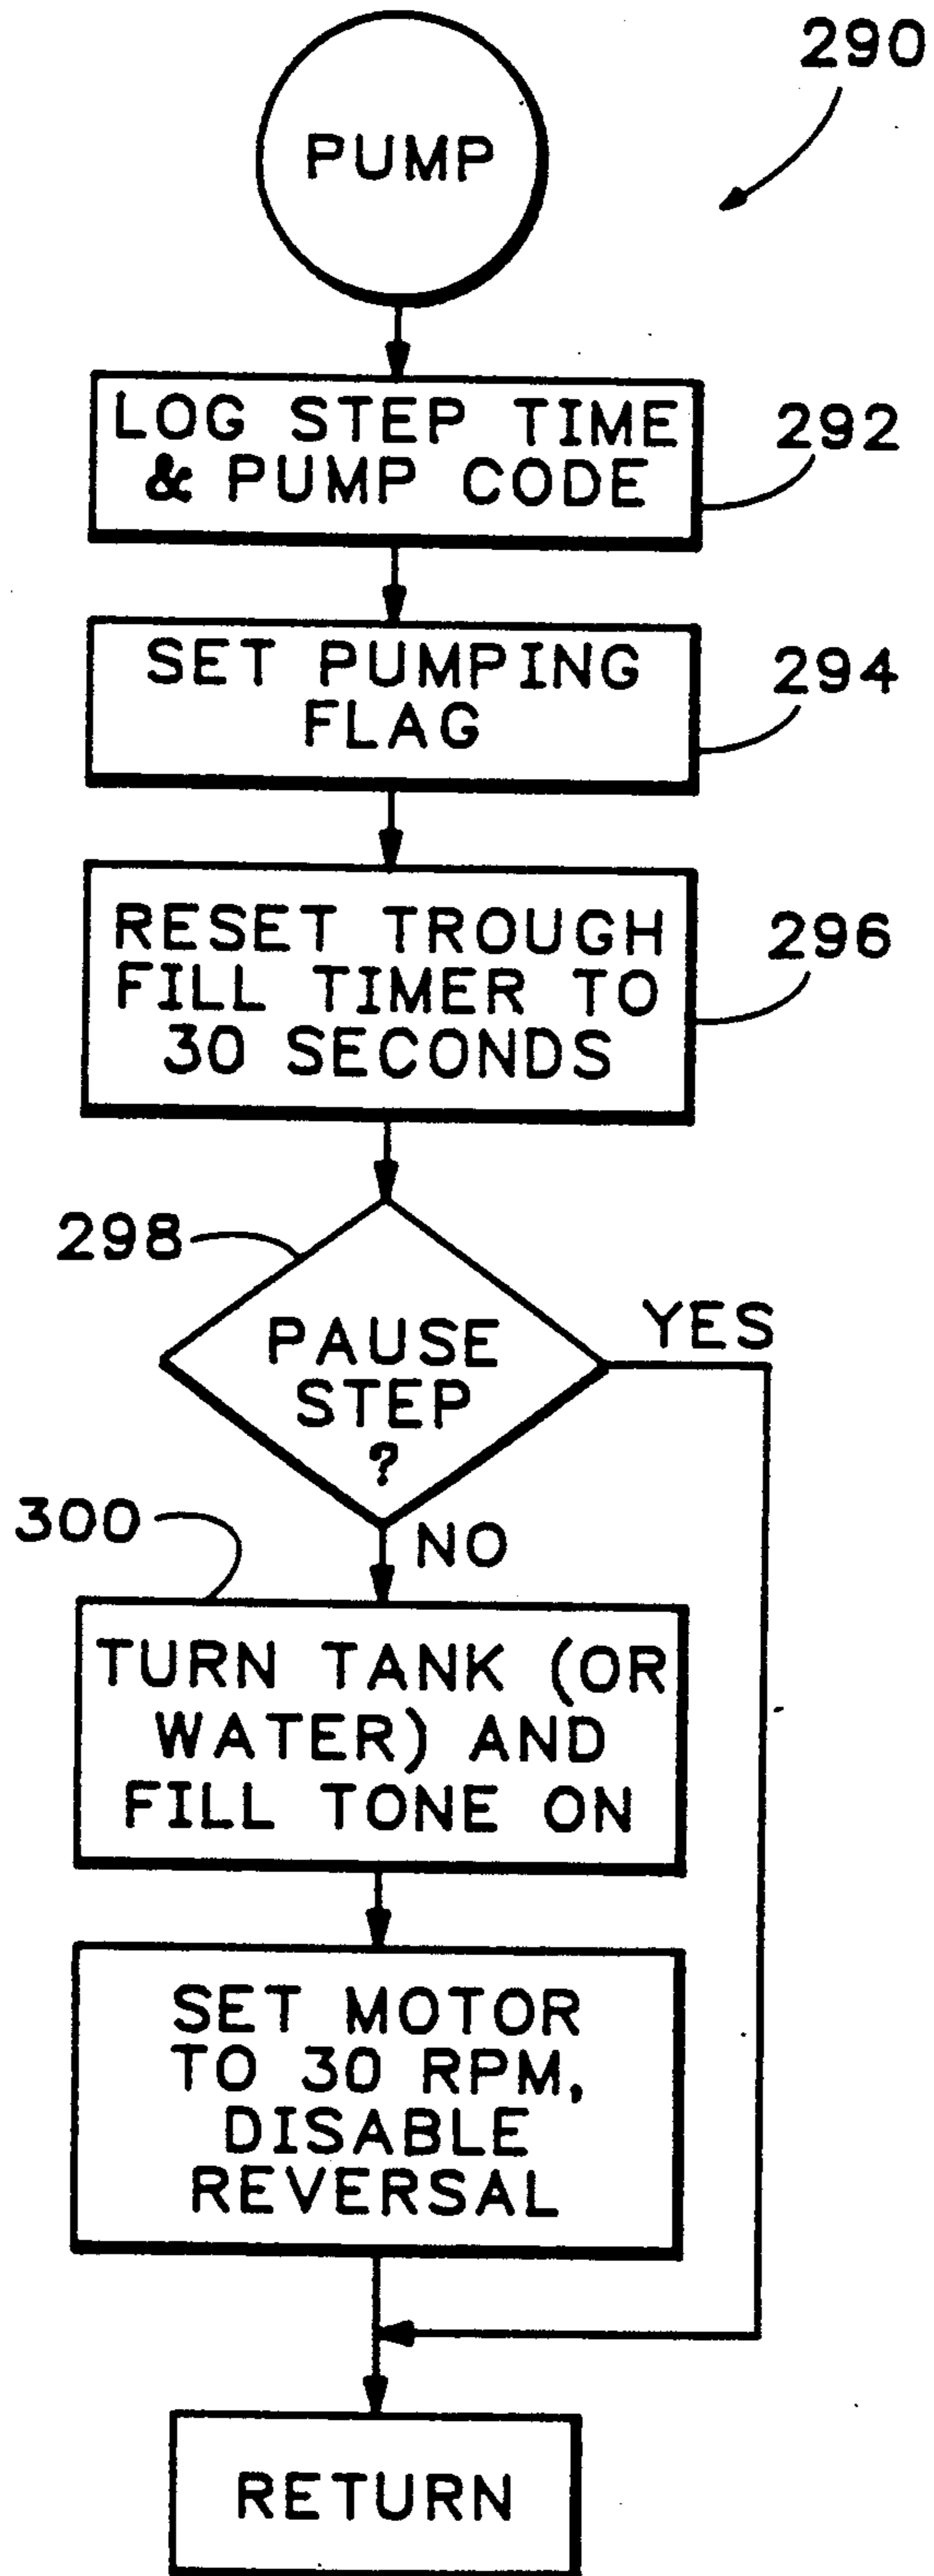 290
PUMP
LOG STEP TIME
& PUMP CODE
292
SET PUMPING
FLAG
294
RESET TROUGH
FILL TIMER TO
30 SECONDS
296
298
PAUSE
STEP
?
YES
NO
300
TURN TANK (OR
WATER) AND
FILL TONE ON
SET MOTOR
TO 30 RPM,
DISABLE
REVERSAL
RETURN